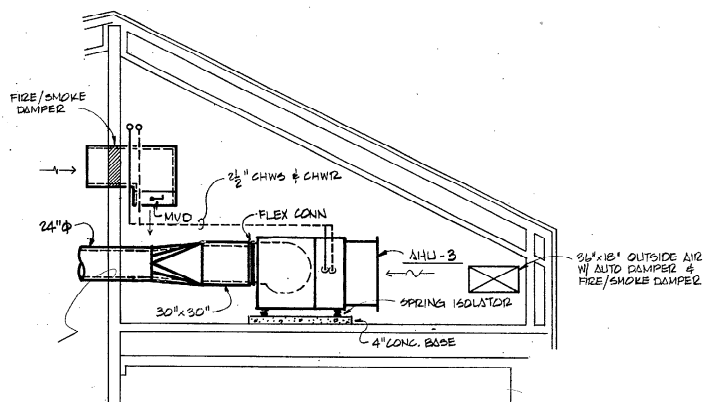 FIRE/SMOKE
DAMPER
2½" CHWS & CHWR
MVD
FLEX CONN
24"Φ
AHU-3
36"x18" OUTSIDE AIR
W/ AUTO DAMPER &
FIRE/SMOKE DAMPER
SPRING ISOLATOR
30"x30"
4" CONC. BASE